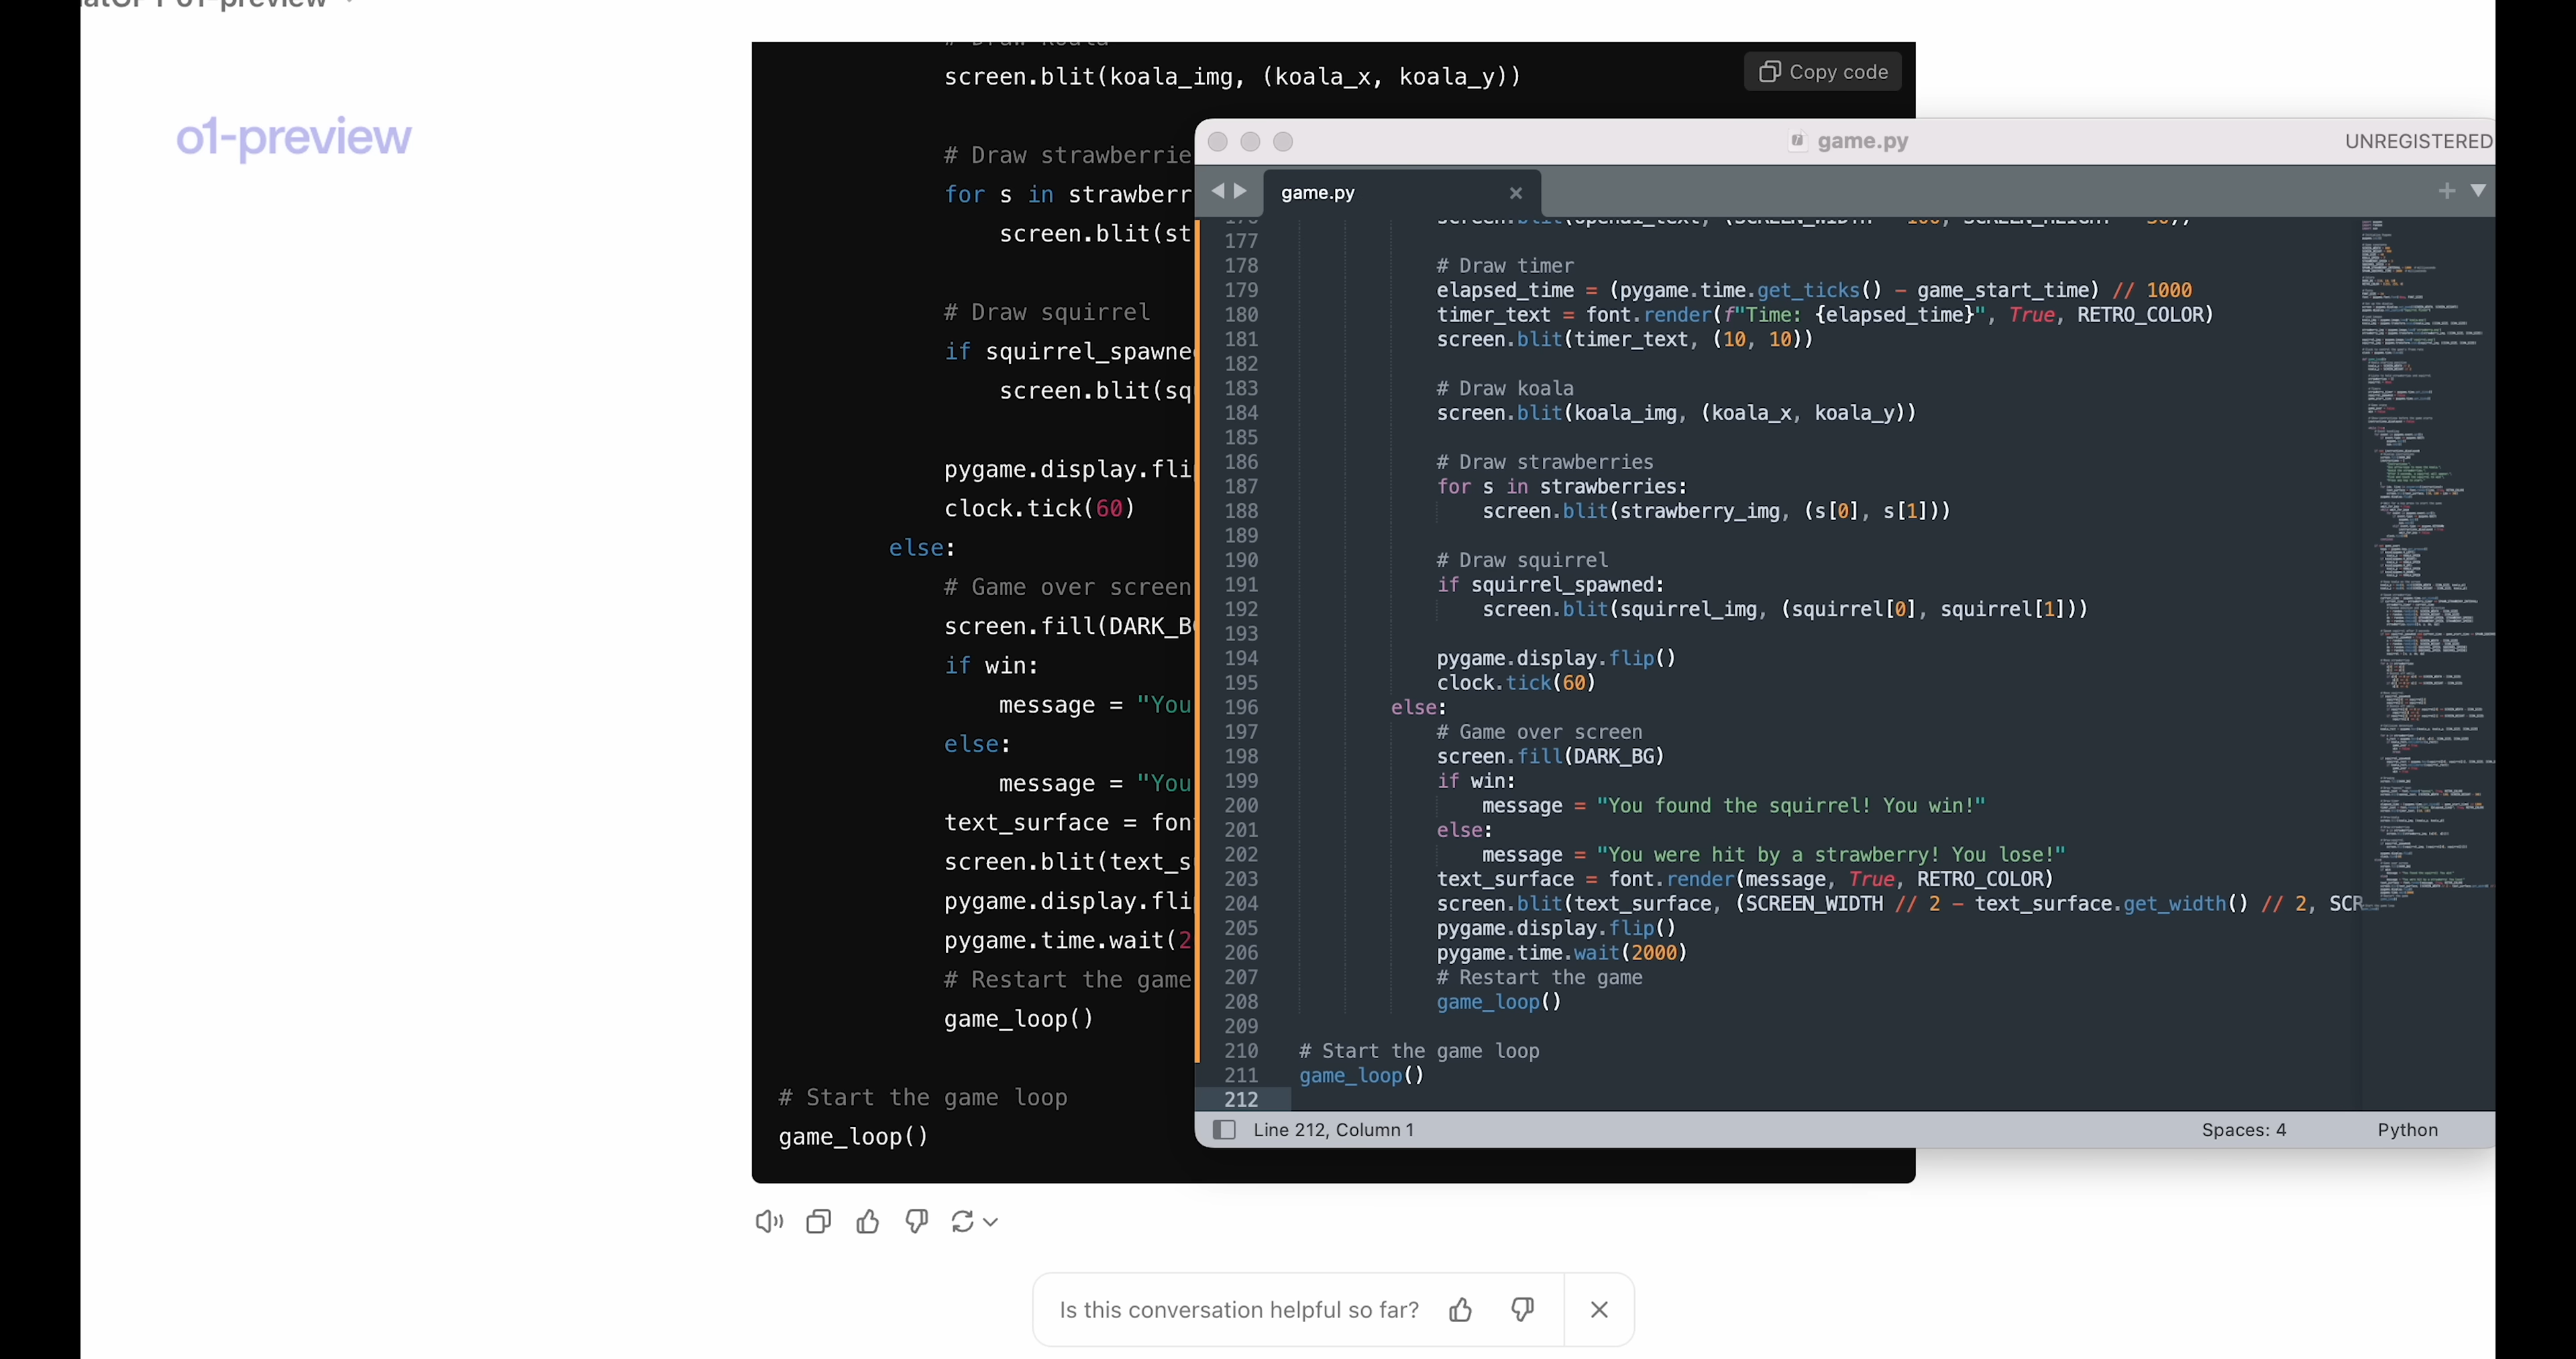 o1-preview
screen.blit(koala_img, (koala_x, koala_y))
Copy code
# Draw strawberrie
for s in strawberr
screen.blit(st
# Draw squirrel
if squirrel_spawne
screen.blit(sq
pygame.display.fli
clock.tick(60)
else:
# Game over screen
screen.fill(DARK_B
if win:
message = "You
else:
message = "You
text_surface = fon
screen.blit(text_s
pygame.display.fli
pygame.time.wait(2
# Restart the game
game_loop()
# Start the game loop
game_loop()
game.py
UNREGISTERED
game.py
177
178 # Draw timer
179 elapsed_time = (pygame.time.get_ticks() - game_start_time) // 1000
180 timer_text = font.render(f"Time: {elapsed_time}", True, RETRO_COLOR)
181 screen.blit(timer_text, (10, 10))
182
183 # Draw koala
184 screen.blit(koala_img, (koala_x, koala_y))
185
186 # Draw strawberries
187 for s in strawberries:
188 screen.blit(strawberry_img, (s[0], s[1]))
189
190 # Draw squirrel
191 if squirrel_spawned:
192 screen.blit(squirrel_img, (squirrel[0], squirrel[1]))
193
194 pygame.display.flip()
195 clock.tick(60)
196 else:
197 # Game over screen
198 screen.fill(DARK_BG)
199 if win:
200 message = "You found the squirrel! You win!"
201 else:
202 message = "You were hit by a strawberry! You lose!"
203 text_surface = font.render(message, True, RETRO_COLOR)
204 screen.blit(text_surface, (SCREEN_WIDTH // 2 - text_surface.get_width() // 2, SCR
205 pygame.display.flip()
206 pygame.time.wait(2000)
207 # Restart the game
208 game_loop()
209
210 # Start the game loop
211 game_loop()
212
Line 212, Column 1
Spaces: 4
Python
Is this conversation helpful so far?